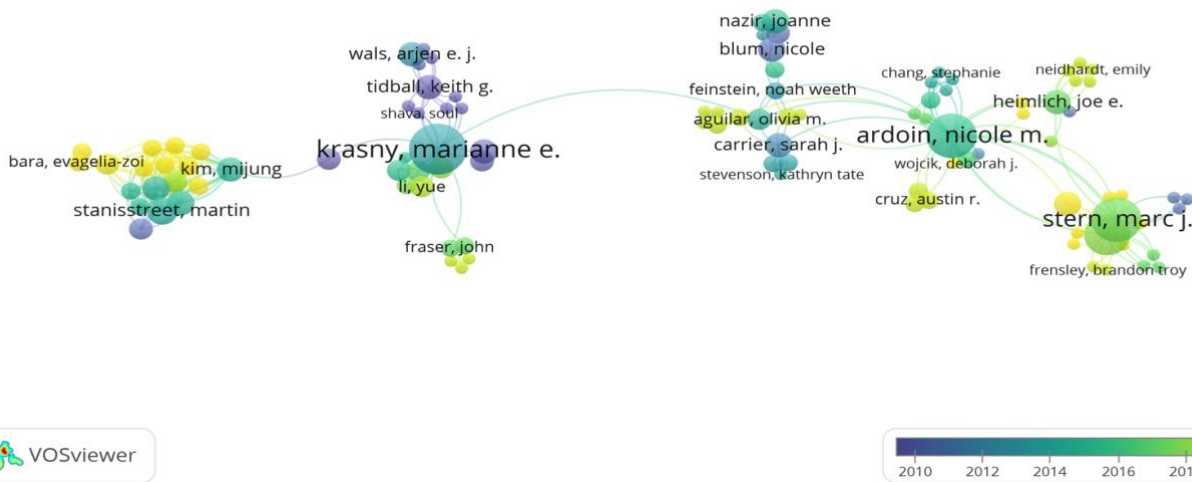 nazir, joanne
wals, arjen e. j.
blum, nicole
chang, stephanie
neidhardt, emily
tidball, keith g.
feinstein, noah weeth
heimlich, joe e.
shava, soul
aguilar, olivia m.
ardoin, nicole m.
krasny, marianne e.
carrier, sarah j.
bara, evagelia-zoi
kim, mijung
wojcik, deborah j.
stevenson, kathryn tate
li, yue
cruz, austin r.
stanisstreet, martin
stern, marc j.
fraser, john
frensley, brandon troy
VOSviewer
2010 2012 2014 2016